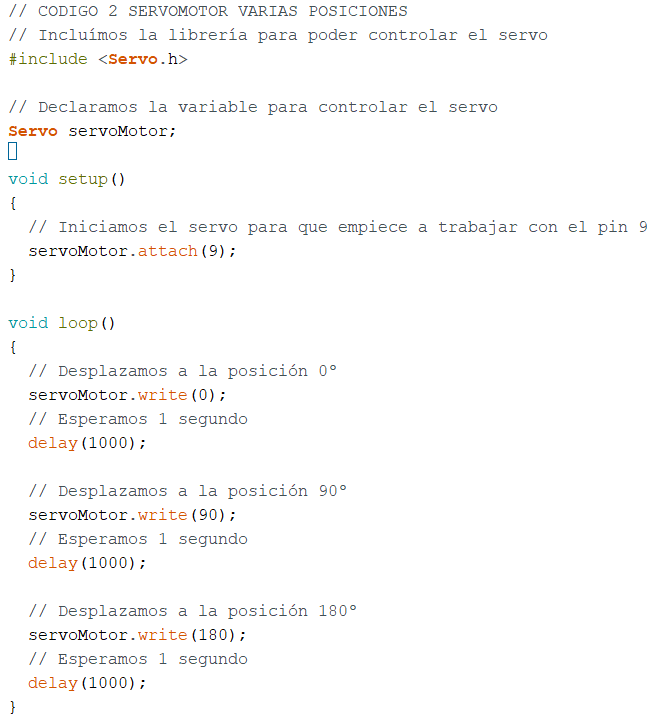 // CODIGO 2 SERVOMOTOR VARIAS POSICIONES
// Incluímos la librería para poder controlar el servo
#include <Servo.h>

// Declaramos la variable para controlar el servo
Servo servoMotor;

void setup()
{
  // Iniciamos el servo para que empiece a trabajar con el pin 9
  servoMotor.attach(9);
}

void loop()
{
  // Desplazamos a la posición 0º
  servoMotor.write(0);
  // Esperamos 1 segundo
  delay(1000);

  // Desplazamos a la posición 90º
  servoMotor.write(90);
  // Esperamos 1 segundo
  delay(1000);

  // Desplazamos a la posición 180º
  servoMotor.write(180);
  // Esperamos 1 segundo
  delay(1000);
}